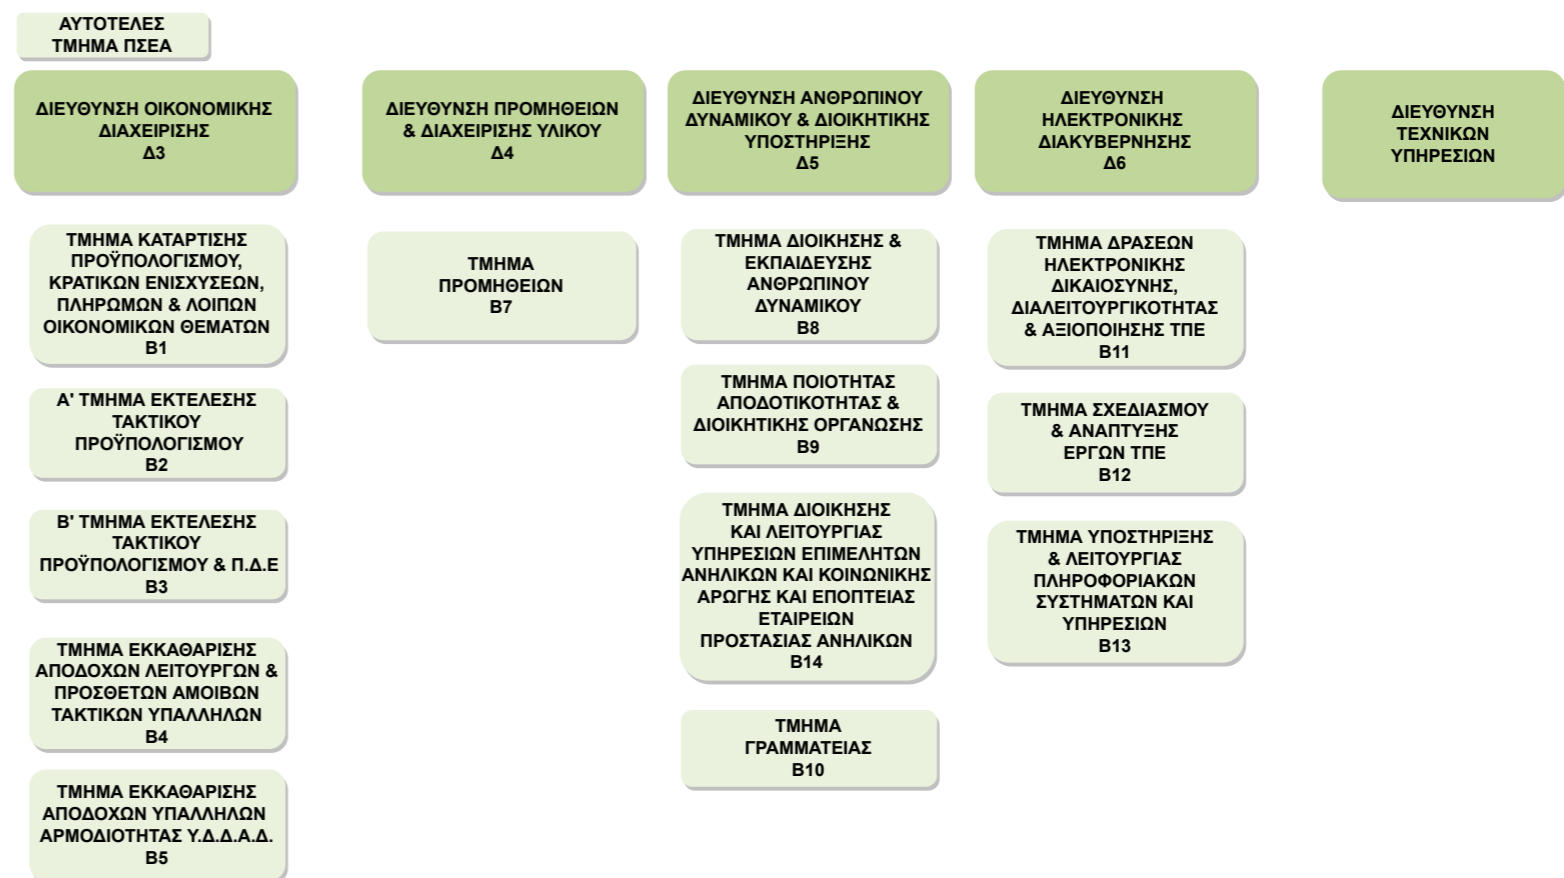 ΑΥΤΟΤΕΛΕΣ
ΤΜΗΜΑ ΠΣΕΑ
ΔΙΕΥΘΥΝΣΗ ΟΙΚΟΝΟΜΙΚΗΣ
ΔΙΑΧΕΙΡΙΣΗΣ
Δ3
ΤΜΗΜΑ ΚΑΤΑΡΤΙΣΗΣ
ΠΡΟΫΠΟΛΟΓΙΣΜΟΥ,
ΚΡΑΤΙΚΩΝ ΕΝΙΣΧΥΣΕΩΝ,
ΠΛΗΡΩΜΩΝ & ΛΟΙΠΩΝ
ΟΙΚΟΝΟΜΙΚΩΝ ΘΕΜΑΤΩΝ
Β1
Α' ΤΜΗΜΑ ΕΚΤΕΛΕΣΗΣ
ΤΑΚΤΙΚΟΥ
ΠΡΟΫΠΟΛΟΓΙΣΜΟΥ
Β2
Β' ΤΜΗΜΑ ΕΚΤΕΛΕΣΗΣ
ΤΑΚΤΙΚΟΥ
ΠΡΟΫΠΟΛΟΓΙΣΜΟΥ & Π.Δ.Ε
Β3
ΤΜΗΜΑ ΕΚΚΑΘΑΡΙΣΗΣ
ΑΠΟΔΟΧΩΝ ΛΕΙΤΟΥΡΓΩΝ &
ΠΡΟΣΘΕΤΩΝ ΑΜΟΙΒΩΝ
ΤΑΚΤΙΚΩΝ ΥΠΑΛΛΗΛΩΝ
Β4
ΤΜΗΜΑ ΕΚΚΑΘΑΡΙΣΗΣ
ΑΠΟΔΟΧΩΝ ΥΠΑΛΛΗΛΩΝ
ΑΡΜΟΔΙΟΤΗΤΑΣ Υ.Δ.Δ.Α.Δ.
Β5
ΔΙΕΥΘΥΝΣΗ ΠΡΟΜΗΘΕΙΩΝ
& ΔΙΑΧΕΙΡΙΣΗΣ ΥΛΙΚΟΥ
Δ4
ΤΜΗΜΑ
ΠΡΟΜΗΘΕΙΩΝ
Β7
ΔΙΕΥΘΥΝΣΗ ΑΝΘΡΩΠΙΝΟΥ
ΔΥΝΑΜΙΚΟΥ & ΔΙΟΙΚΗΤΙΚΗΣ
ΥΠΟΣΤΗΡΙΞΗΣ
Δ5
ΤΜΗΜΑ ΔΙΟΙΚΗΣΗΣ &
ΕΚΠΑΙΔΕΥΣΗΣ
ΑΝΘΡΩΠΙΝΟΥ
ΔΥΝΑΜΙΚΟΥ
Β8
ΤΜΗΜΑ ΠΟΙΟΤΗΤΑΣ
ΑΠΟΔΟΤΙΚΟΤΗΤΑΣ &
ΔΙΟΙΚΗΤΙΚΗΣ ΟΡΓΑΝΩΣΗΣ
Β9
ΤΜΗΜΑ ΔΙΟΙΚΗΣΗΣ
ΚΑΙ ΛΕΙΤΟΥΡΓΙΑΣ
ΥΠΗΡΕΣΙΩΝ ΕΠΙΜΕΛΗΤΩΝ
ΑΝΗΛΙΚΩΝ ΚΑΙ ΚΟΙΝΩΝΙΚΗΣ
ΑΡΩΓΗΣ ΚΑΙ ΕΠΟΠΤΕΙΑΣ
ΕΤΑΙΡΕΙΩΝ
ΠΡΟΣΤΑΣΙΑΣ ΑΝΗΛΙΚΩΝ
Β14
ΤΜΗΜΑ
ΓΡΑΜΜΑΤΕΙΑΣ
Β10
ΔΙΕΥΘΥΝΣΗ
ΗΛΕΚΤΡΟΝΙΚΗΣ
ΔΙΑΚΥΒΕΡΝΗΣΗΣ
Δ6
ΤΜΗΜΑ ΔΡΑΣΕΩΝ
ΗΛΕΚΤΡΟΝΙΚΗΣ
ΔΙΚΑΙΟΣΥΝΗΣ,
ΔΙΑΛΕΙΤΟΥΡΓΙΚΟΤΗΤΑΣ
& ΑΞΙΟΠΟΙΗΣΗΣ ΤΠΕ
Β11
ΤΜΗΜΑ ΣΧΕΔΙΑΣΜΟΥ
& ΑΝΑΠΤΥΞΗΣ
ΕΡΓΩΝ ΤΠΕ
Β12
ΤΜΗΜΑ ΥΠΟΣΤΗΡΙΞΗΣ
& ΛΕΙΤΟΥΡΓΙΑΣ
ΠΛΗΡΟΦΟΡΙΑΚΩΝ
ΣΥΣΤΗΜΑΤΩΝ ΚΑΙ
ΥΠΗΡΕΣΙΩΝ
Β13
ΔΙΕΥΘΥΝΣΗ
ΤΕΧΝΙΚΩΝ
ΥΠΗΡΕΣΙΩΝ